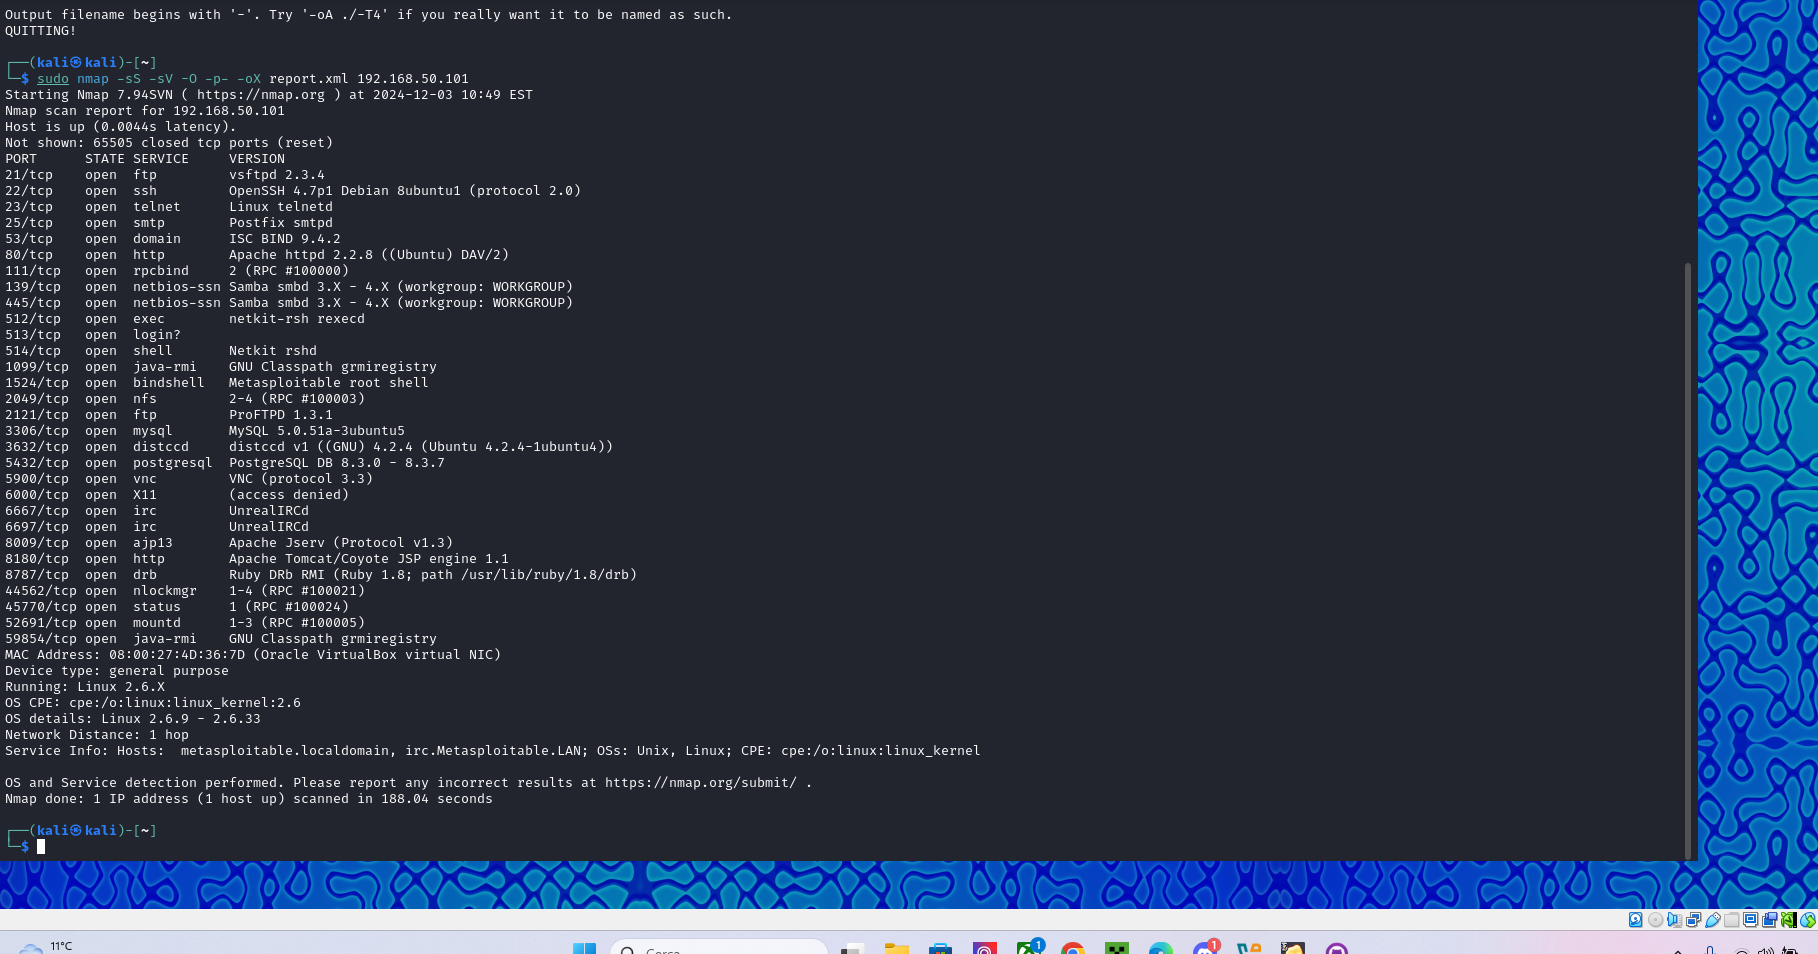 Output filename begins with '-'. Try '-oA ./-T4' if you really want it to be named as such.
QUITTING!
┌──(kali㉿kali)-[~]
└─$ sudo nmap -sS -sV -O -p- -oX report.xml 192.168.50.101
Starting Nmap 7.94SVN ( https://nmap.org ) at 2024-12-03 10:49 EST
Nmap scan report for 192.168.50.101
Host is up (0.0044s latency).
Not shown: 65505 closed tcp ports (reset)
PORT      STATE SERVICE     VERSION
21/tcp    open  ftp         vsftpd 2.3.4
22/tcp    open  ssh         OpenSSH 4.7p1 Debian 8ubuntu1 (protocol 2.0)
23/tcp    open  telnet      Linux telnetd
25/tcp    open  smtp        Postfix smtpd
53/tcp    open  domain      ISC BIND 9.4.2
80/tcp    open  http        Apache httpd 2.2.8 ((Ubuntu) DAV/2)
111/tcp   open  rpcbind     2 (RPC #100000)
139/tcp   open  netbios-ssn Samba smbd 3.X - 4.X (workgroup: WORKGROUP)
445/tcp   open  netbios-ssn Samba smbd 3.X - 4.X (workgroup: WORKGROUP)
512/tcp   open  exec        netkit-rsh rexecd
513/tcp   open  login?
514/tcp   open  shell       Netkit rshd
1099/tcp  open  java-rmi    GNU Classpath grmiregistry
1524/tcp  open  bindshell   Metasploitable root shell
2049/tcp  open  nfs         2-4 (RPC #100003)
2121/tcp  open  ftp         ProFTPD 1.3.1
3306/tcp  open  mysql       MySQL 5.0.51a-3ubuntu5
3632/tcp  open  distccd     distccd v1 ((GNU) 4.2.4 (Ubuntu 4.2.4-1ubuntu4))
5432/tcp  open  postgresql  PostgreSQL DB 8.3.0 - 8.3.7
5900/tcp  open  vnc         VNC (protocol 3.3)
6000/tcp  open  X11         (access denied)
6667/tcp  open  irc         UnrealIRCd
6697/tcp  open  irc         UnrealIRCd
8009/tcp  open  ajp13       Apache Jserv (Protocol v1.3)
8180/tcp  open  http        Apache Tomcat/Coyote JSP engine 1.1
8787/tcp  open  drb         Ruby DRb RMI (Ruby 1.8; path /usr/lib/ruby/1.8/drb)
44562/tcp open  nlockmgr    1-4 (RPC #100021)
45770/tcp open  status      1 (RPC #100024)
52691/tcp open  mountd      1-3 (RPC #100005)
59854/tcp open  java-rmi    GNU Classpath grmiregistry
MAC Address: 08:00:27:4D:36:7D (Oracle VirtualBox virtual NIC)
Device type: general purpose
Running: Linux 2.6.X
OS CPE: cpe:/o:linux:linux_kernel:2.6
OS details: Linux 2.6.9 - 2.6.33
Network Distance: 1 hop
Service Info: Hosts:  metasploitable.localdomain, irc.Metasploitable.LAN; OSs: Unix, Linux; CPE: cpe:/o:linux:linux_kernel
OS and Service detection performed. Please report any incorrect results at https://nmap.org/submit/ .
Nmap done: 1 IP address (1 host up) scanned in 188.04 seconds
┌──(kali㉿kali)-[~]
└─$
11°C
Cerca
1
1